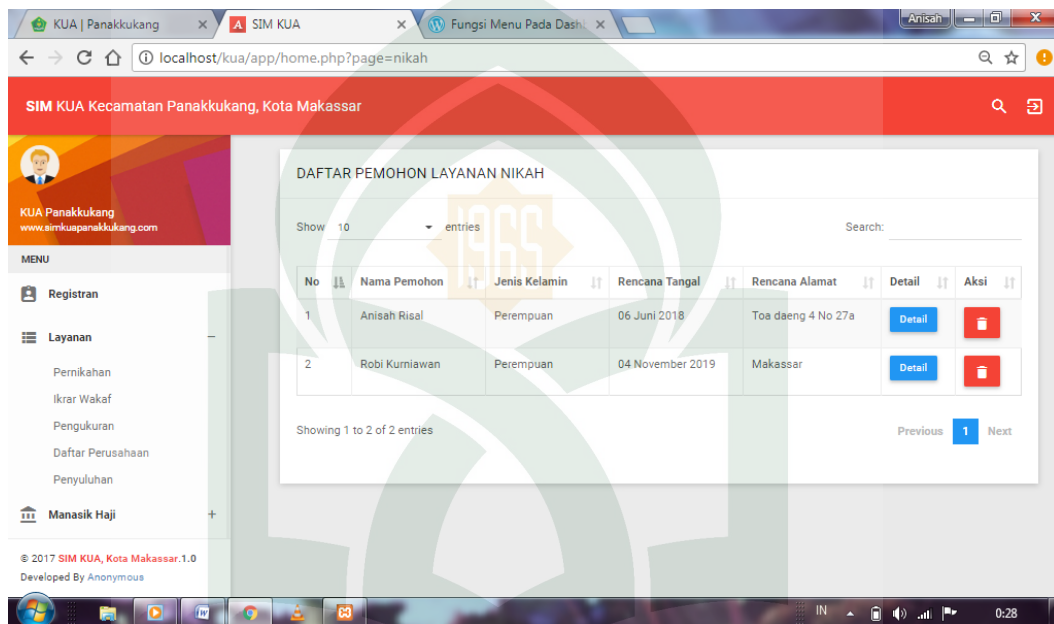 KUA | Panakkukang
SIM KUA
Fungsi Menu Pada Dashb
Anisah
localhost/kua/app/home.php?page=nikah
SIM KUA Kecamatan Panakkukang, Kota Makassar
KUA Panakkukang
www.simkuapanakkukang.com
MENU
Registran
Layanan
Pernikahan
Ikrar Wakaf
Pengukuran
Daftar Perusahaan
Penyuluhan
Manasik Haji
© 2017 SIM KUA, Kota Makassar.1.0
Developed By Anonymous
DAFTAR PEMOHON LAYANAN NIKAH
Show 10 entries
Search:
No Nama Pemohon Jenis Kelamin Rencana Tangal Rencana Alamat Detail Aksi
1 Anisah Risal Perempuan 06 Juni 2018 Toa daeng 4 No 27a Detail
2 Robi Kurniawan Perempuan 04 November 2019 Makassar Detail
Showing 1 to 2 of 2 entries
Previous 1 Next
1965
IN
0:28